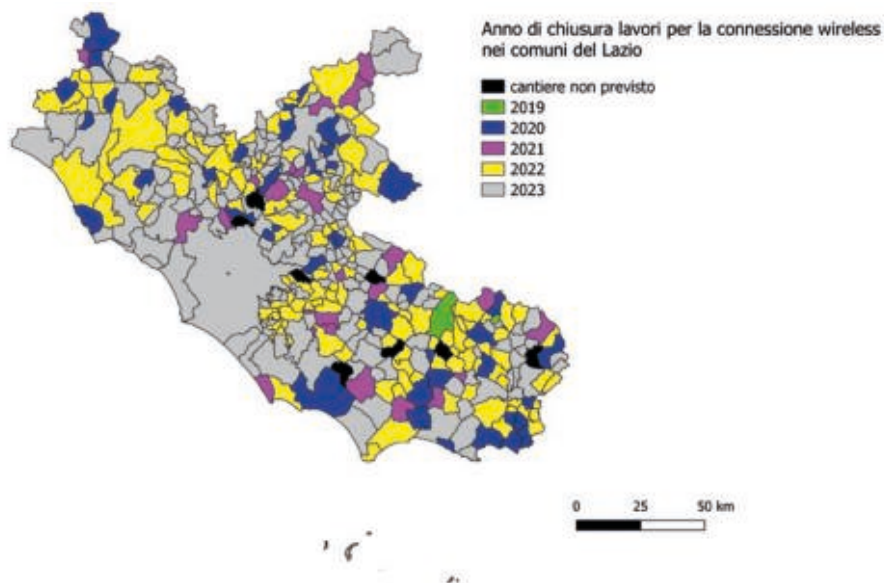 Anno di chiusura lavori per la connessione wireless
nei comuni del Lazio
cantiere non previsto
2019
2020
2021
2022
2023
0 25 50 km